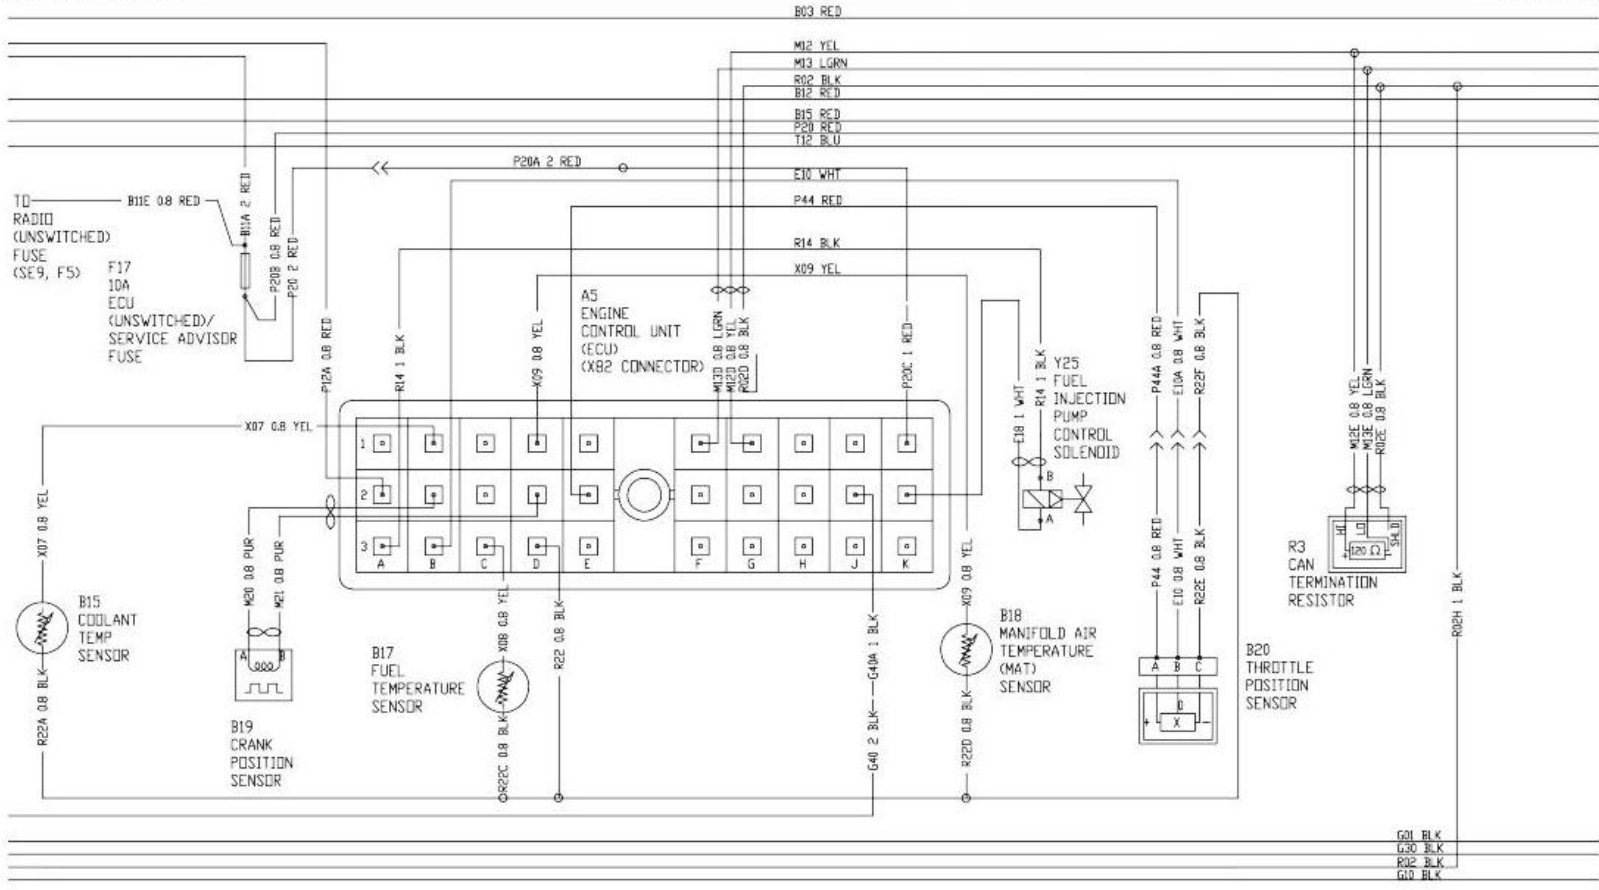 B03 RED
M12 YEL
M13 LGRN
R02 BLK
B12 RED
B15 RED
P20 RED
T12 BLU
P20A 2 RED
E10 WHT
P44 RED
R14 BLK
X09 YEL
TO
RADIO
(UNSWITCHED)
FUSE
(SE9, F5)
B11E 0.8 RED
B11A 2 RED
P20B 0.8 RED
P20 2 RED
F17
10A
ECU
(UNSWITCHED)/
SERVICE ADVISOR
FUSE
P12A 0.8 RED
R14 1 BLK
X09 0.8 YEL
A5
ENGINE
CONTROL UNIT
(ECU)
(X82 CONNECTOR)
M13D 0.8 LGRN
M12D 0.8 YEL
R02D 0.8 BLK
P20C 1 RED
E18 1 WHT
R14 1 BLK
Y25
FUEL
INJECTION
PUMP
CONTROL
SOLENOID
B
A
P44A 0.8 RED
E10A 0.8 WHT
R22F 0.8 BLK
M12E 0.8 YEL
M13E 0.8 LGRN
R02E 0.8 BLK
X07 0.8 YEL
1
2
3
A B C D E F G H J K
X07 0.8 YEL
M20 0.8 PUR
M21 0.8 PUR
B15
COOLANT
TEMP
SENSOR
R22A 0.8 BLK
A B
B19
CRANK
POSITION
SENSOR
B17
FUEL
TEMPERATURE
SENSOR
X08 0.8 YEL
R22C 0.8 BLK
R22 0.8 BLK
G40A 1 BLK
G40 2 BLK
X09 0.8 YEL
R22D 0.8 BLK
B18
MANIFOLD AIR
TEMPERATURE
(MAT)
SENSOR
P44 0.8 RED
E10 0.8 WHT
R22E 0.8 BLK
A B C
+ X -
B20
THROTTLE
POSITION
SENSOR
HI
LO
SHLD
120 Ω
R3
CAN
TERMINATION
RESISTOR
R02H 1 BLK
G01 BLK
G30 BLK
R02 BLK
G10 BLK